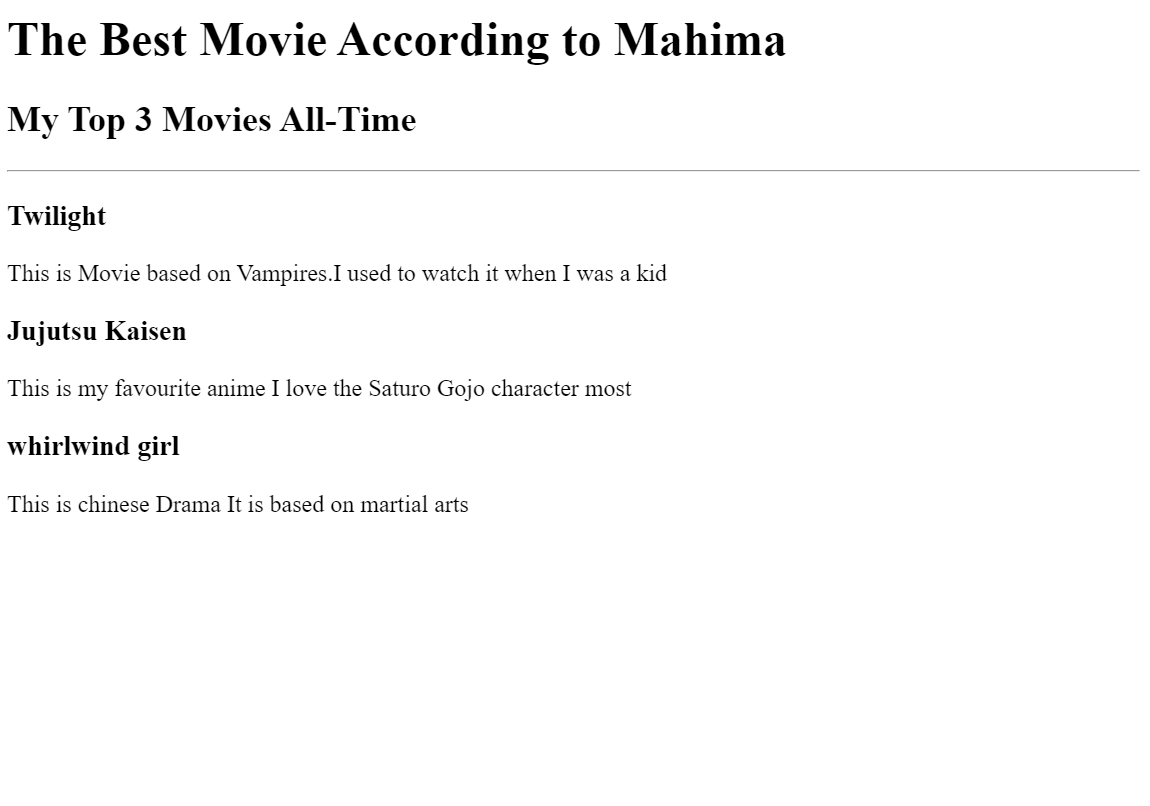 The Best Movie According to Mahima
My Top 3 Movies All-Time
Twilight
This is Movie based on Vampires.I used to watch it when I was a kid
Jujutsu Kaisen
This is my favourite anime I love the Saturo Gojo character most
whirlwind girl
This is chinese Drama It is based on martial arts